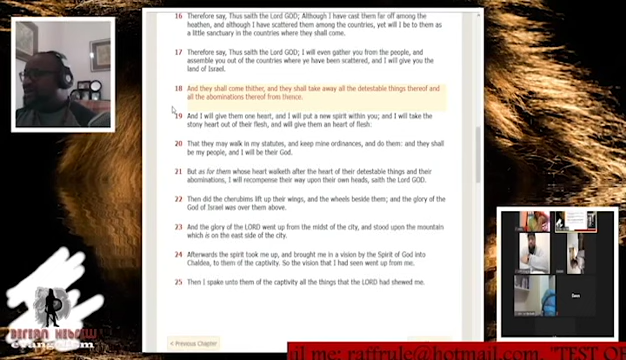 16 Therefore say, Thus saith the Lord GOD; Although I have cast them far off among the
heathen, and although I have scattered them among the countries, yet will I be to them as
a little sanctuary in the countries where they shall come.
17 Therefore say, Thus saith the Lord GOD; I will even gather you from the people, and
assemble you out of the countries where ye have been scattered, and I will give you the
land of Israel.
18 And they shall come thither, and they shall take away all the detestable things thereof and
all the abominations thereof from thence.
19 And I will give them one heart, and I will put a new spirit within you; and I will take the
stony heart out of their flesh, and will give them an heart of flesh:
20 That they may walk in my statutes, and keep mine ordinances, and do them: and they shall
be my people, and I will be their God.
21 But as for them whose heart walketh after the heart of their detestable things and their
abominations, I will recompense their way upon their own heads, saith the Lord GOD.
22 Then did the cherubims lift up their wings, and the wheels beside them; and the glory of the
God of Israel was over them above.
23 And the glory of the LORD went up from the midst of the city, and stood upon the mountain
which is on the east side of the city.
24 Afterwards the spirit took me up, and brought me in a vision by the Spirit of God into
Chaldea, to them of the captivity. So the vision that I had seen went up from me.
25 Then I spake unto them of the captivity all the things that the LORD had shewed me.
< Previous Chapter
BEREAN HEBREW
evangelism
il me: raffrule@hotmail.com "TEST O